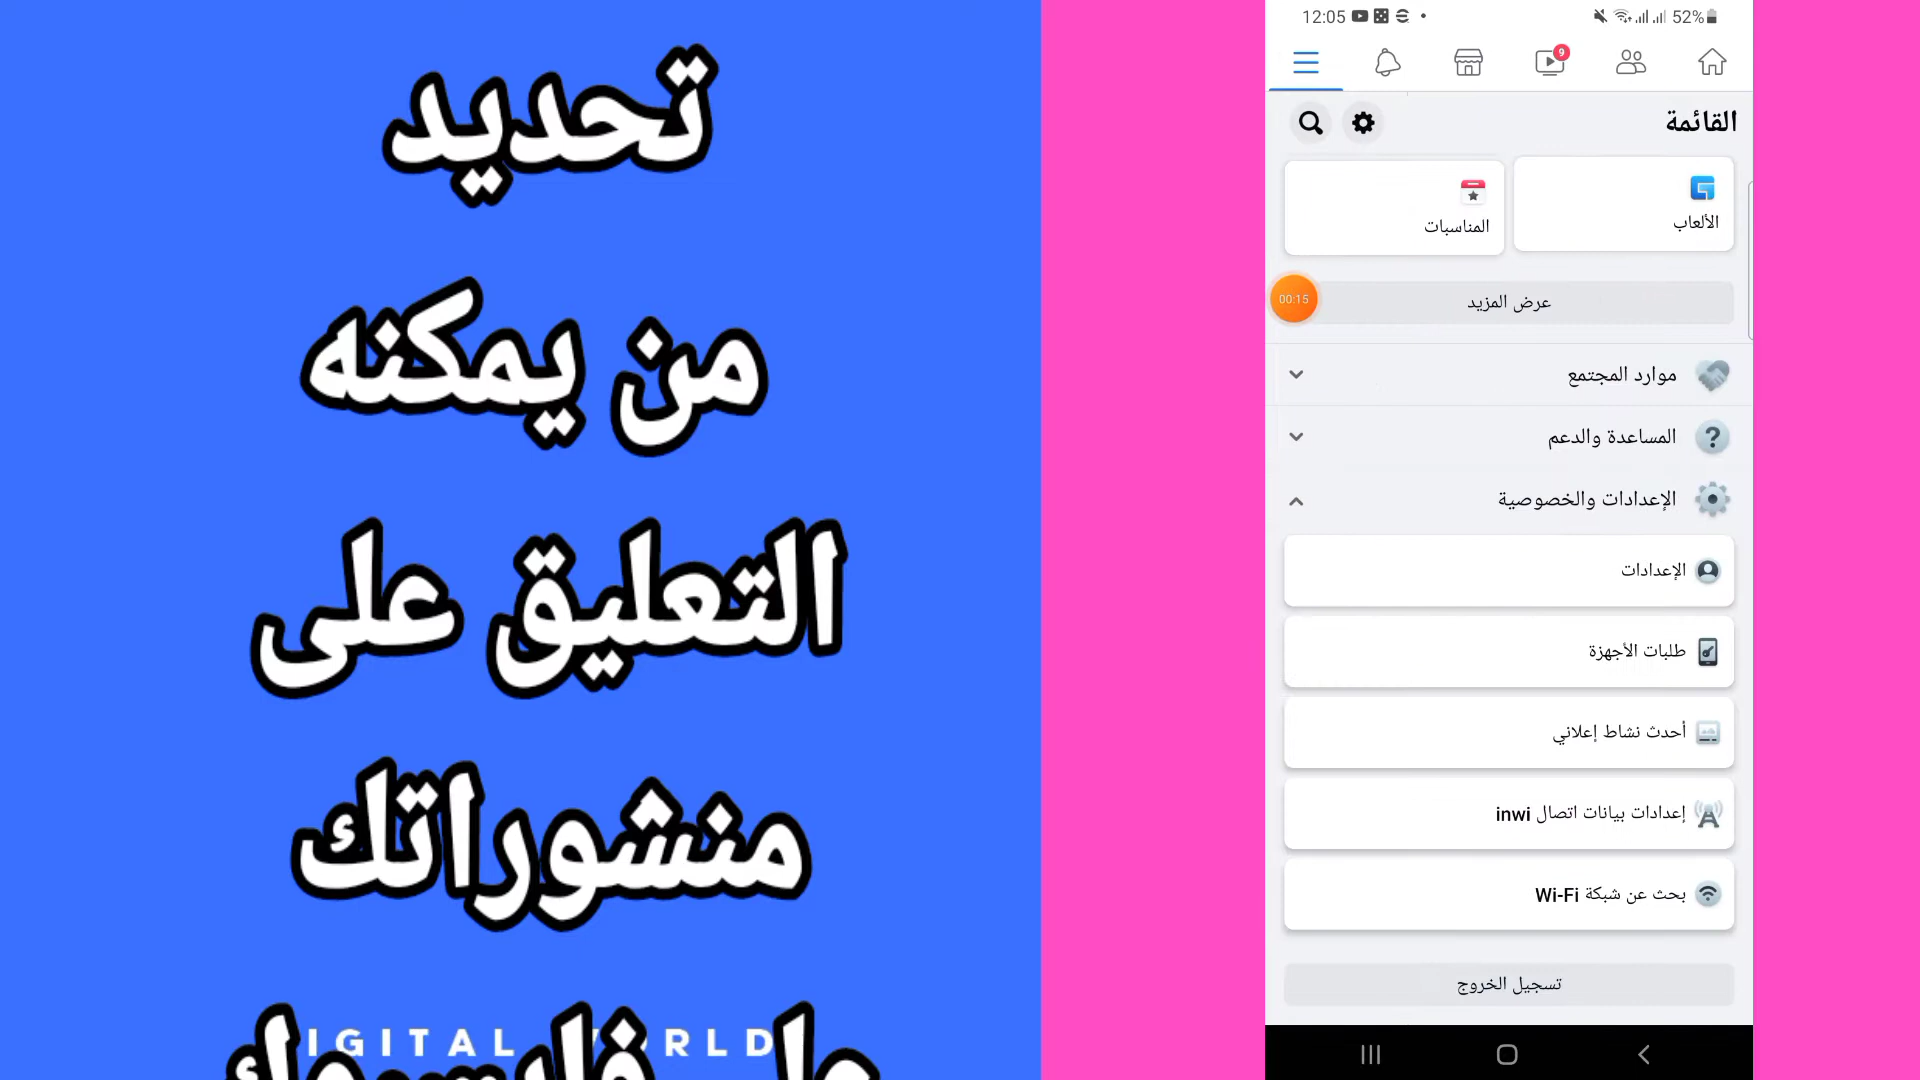 تحديد
من يمكنه
التعليق على
منشوراتك
12:05
52%
9
القائمة
الألعاب
المناسبات
00:15
عرض المزيد
موارد المجتمع
المساعدة والدعم
الإعدادات والخصوصية
الإعدادات
طلبات الأجهزة
أحدث نشاط إعلاني
إعدادات بيانات اتصال inwi
بحث عن شبكة Wi-Fi
تسجيل الخروج